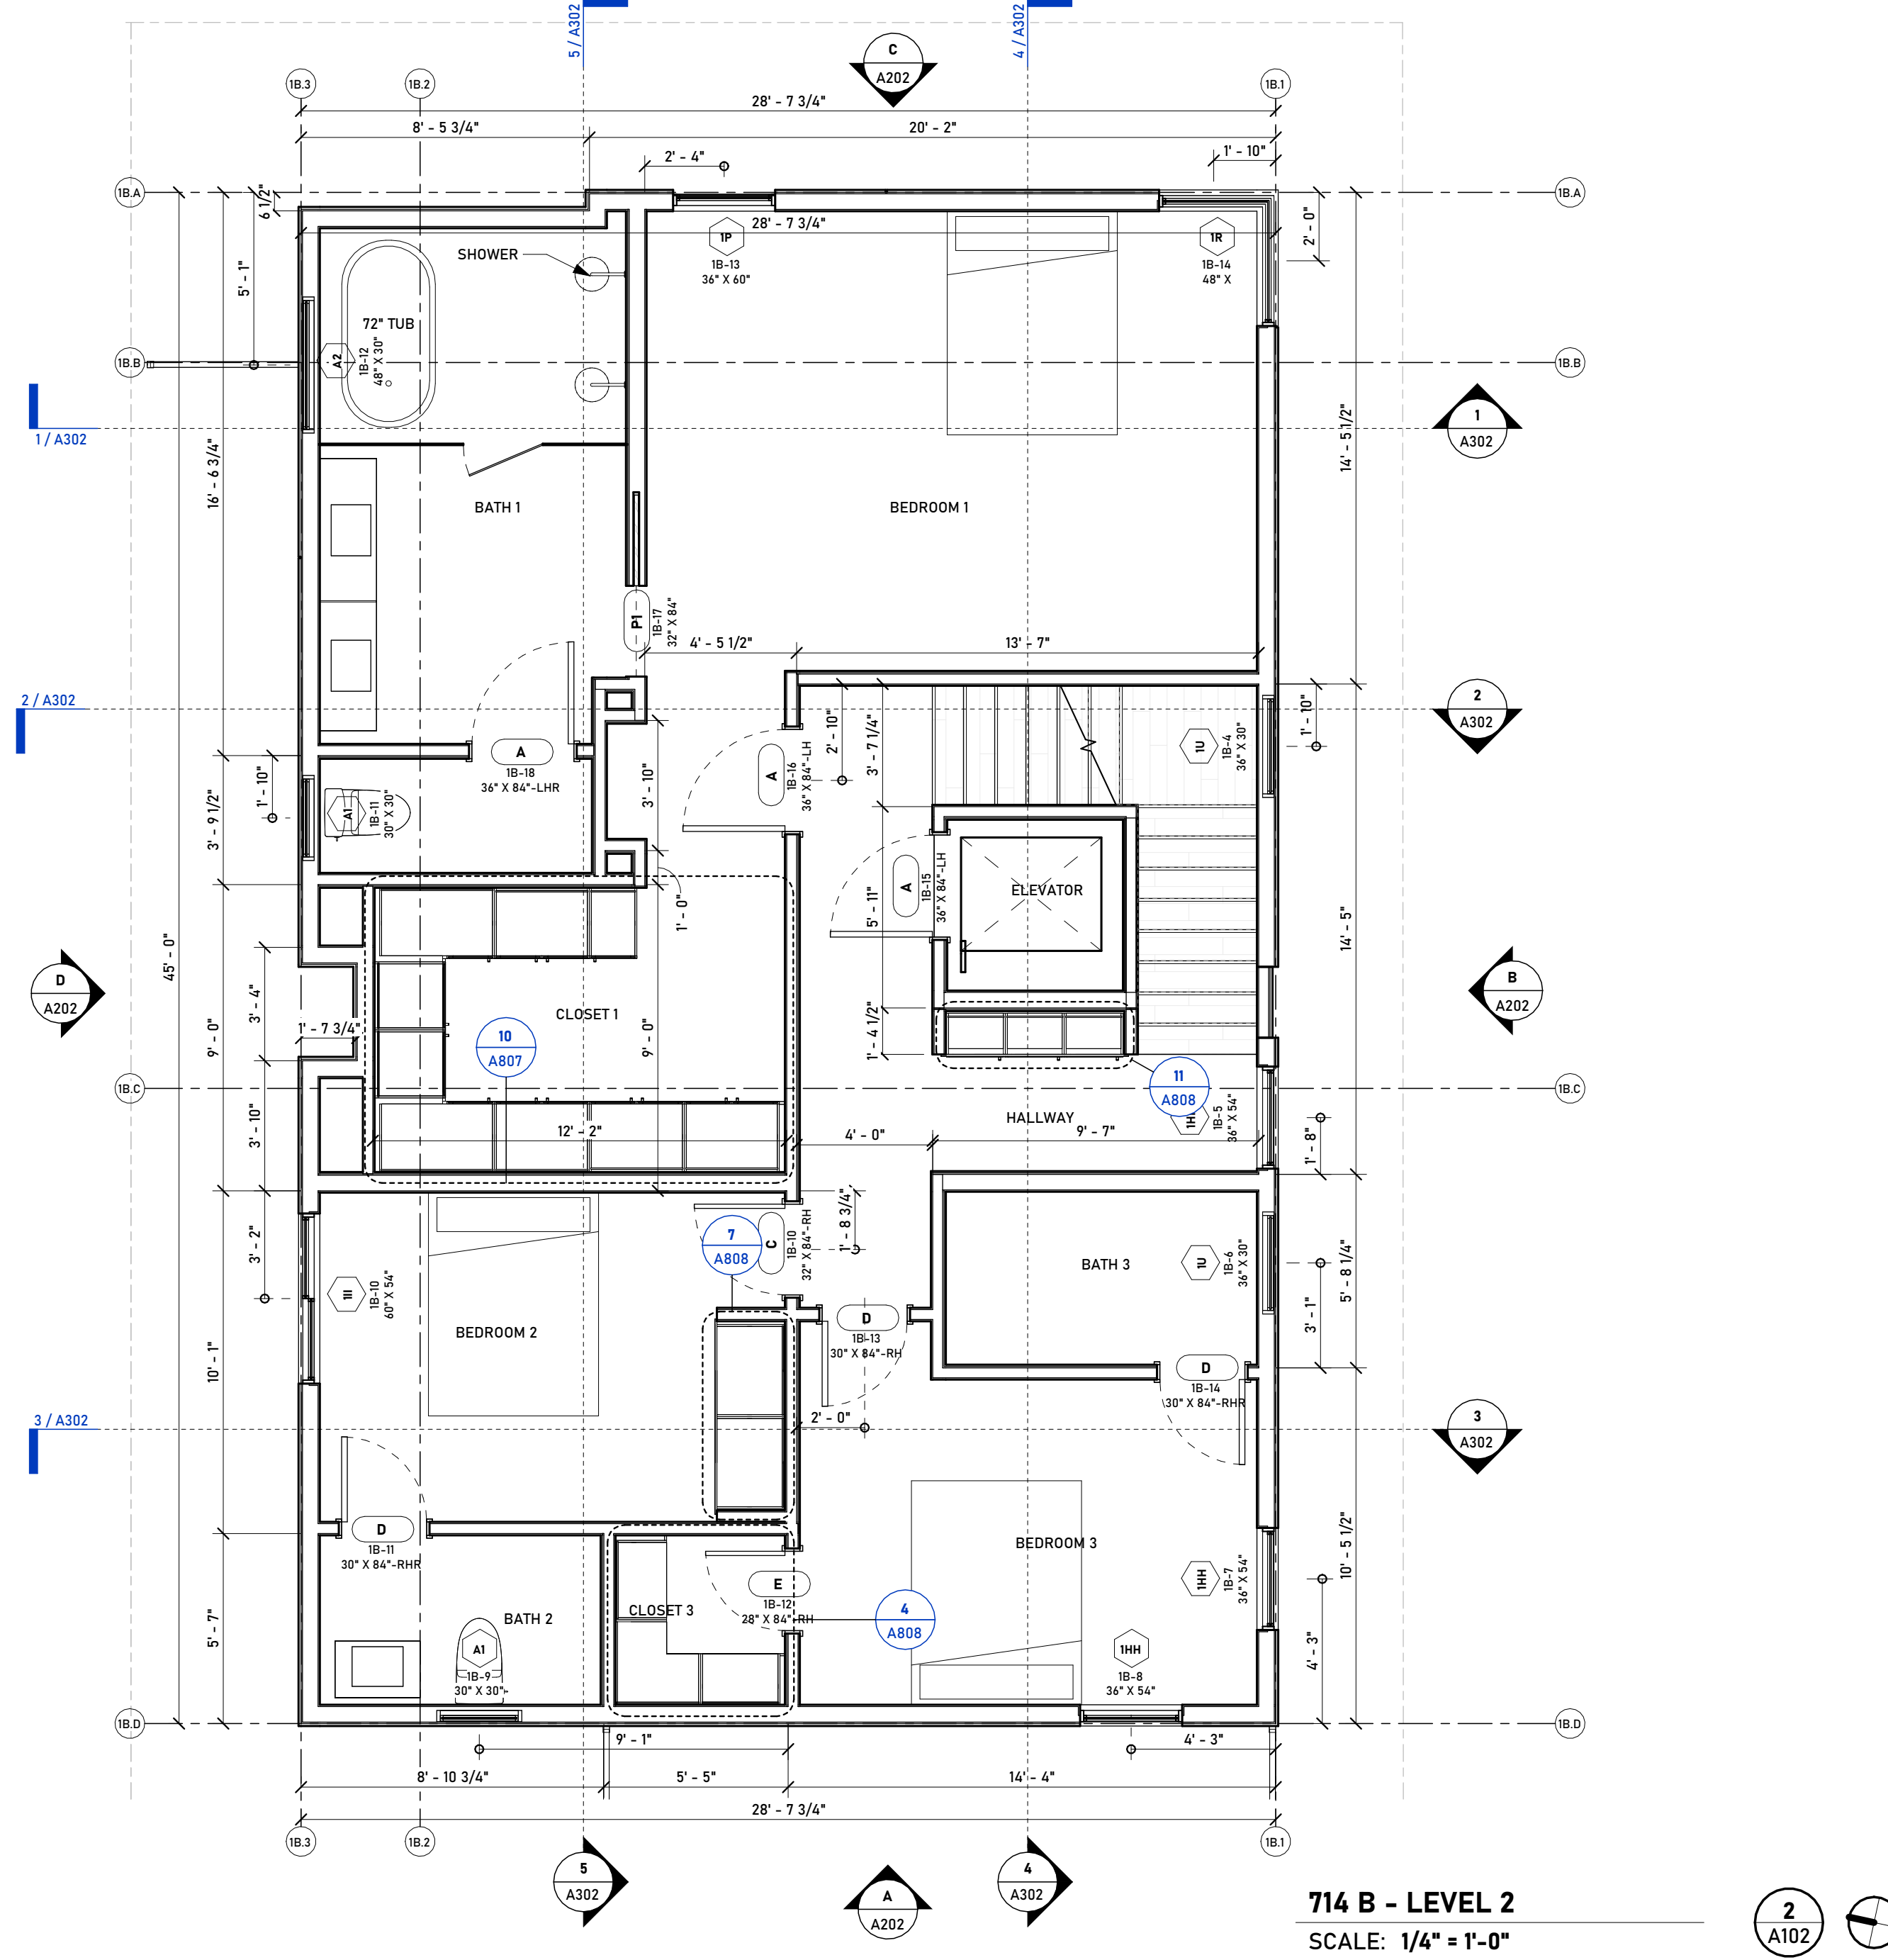 5 / A302
4 / A302
C
A202
1B.3
1B.2
1B.1
28' - 7 3/4"
8' - 5 3/4"
20' - 2"
2' - 4"
1' - 10"
1B.A
1B.A
6 1/2"
2' - 0"
28' - 7 3/4"
1P
1B-13
36" X 60"
1R
1B-14
48" X
SHOWER
5' - 1"
72" TUB
A2
1B-12
48" X 30"
1B.B
1B.B
1 / A302
1
A302
14' - 5 1/2"
16' - 6 3/4"
BATH 1
BEDROOM 1
P1
1B-17
32" X 84"
4' - 5 1/2"
13' - 7"
2 / A302
2
A302
1' - 10"
2' - 10"
3' - 7 1/4"
1U
1B-4
36" X 30"
A
1B-18
36" X 84"-LHR
A
1B-16
36" X 84"-LH
3' - 10"
1' - 10"
A1
1B-11
30" X 30"
3' - 9 1/2"
A
1B-15
36" X 84"-LH
5' - 11"
ELEVATOR
1' - 0"
14' - 5"
45' - 0"
D
A202
B
A202
3' - 4"
1' - 7 3/4"
9' - 0"
CLOSET 1
10
A807
9' - 0"
1' - 4 1/2"
11
A808
1B.C
1B.C
HALLWAY
1B-5
36" X 54"
3' - 10"
12' - 2"
4' - 0"
9' - 7"
1' - 8"
1' - 8 3/4"
3' - 2"
7
A808
C
1B-10
32" X 84"-RH
BATH 3
1U
1B-6
36" X 30"
5' - 8 1/4"
3' - 1"
1B-10
60" X 54"
BEDROOM 2
D
1B-13
30" X 84"-RH
D
1B-14
30" X 84"-RHR
10' - 1"
3 / A302
2' - 0"
3
A302
D
1B-11
30" X 84"-RHR
BEDROOM 3
10' - 5 1/2"
1HH
1B-7
36" X 54"
E
1B-12
28" X 84"-RH
CLOSET 3
4
A808
BATH 2
5' - 7"
A1
1B-9
30" X 30"
1HH
1B-8
36" X 54"
4' - 3"
1B.D
1B.D
9' - 1"
4' - 3"
8' - 10 3/4"
5' - 5"
14' - 4"
28' - 7 3/4"
1B.3
1B.2
1B.1
5
A302
A
A202
4
A302
714 B - LEVEL 2
SCALE: 1/4" = 1'-0"
2
A102